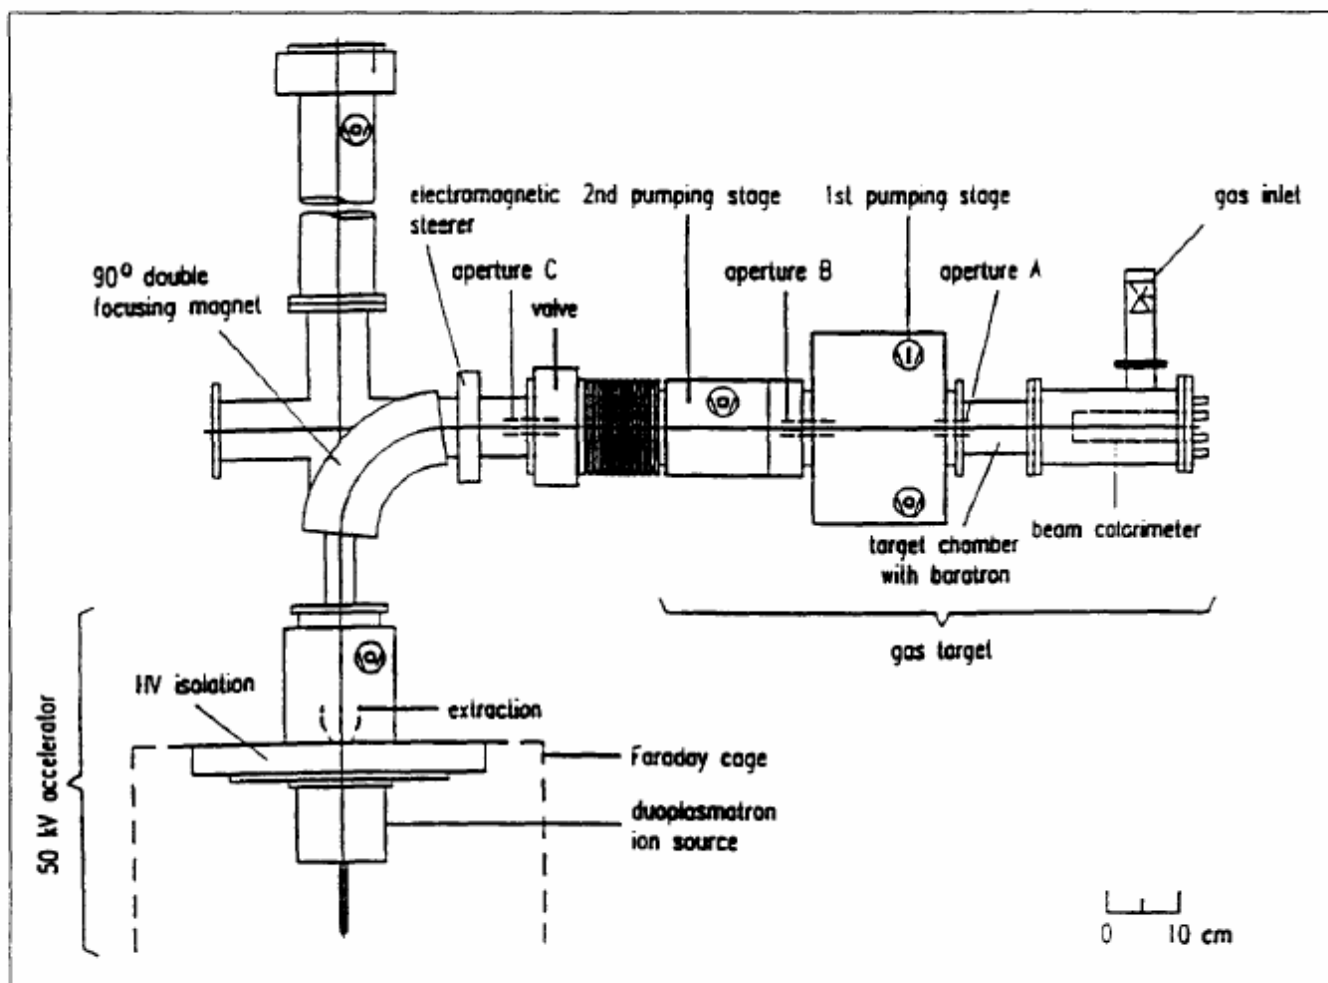 electromagnetic
steerer
2nd pumping stage
1st pumping stage
gas inlet
90° double
focusing magnet
aperture C
valve
aperture B
aperture A
target chamber
with baratron
beam calorimeter
gas target
HV isolation
extraction
Faraday cage
duoplasmatron
ion source
50 kV accelerator
0 10 cm